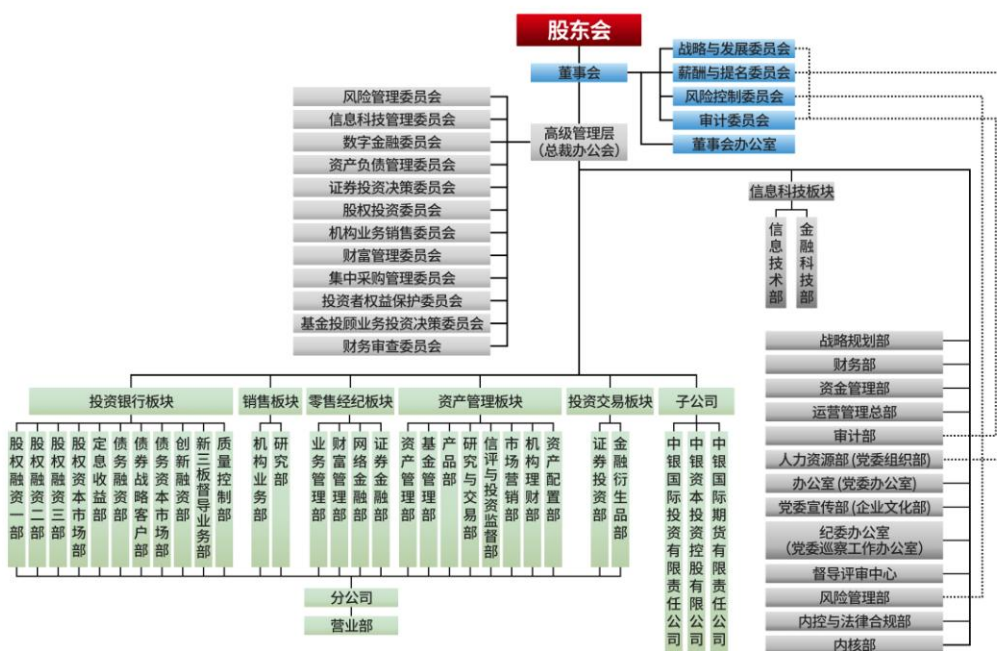 股东会
董事会
战略与发展委员会
薪酬与提名委员会
风险控制委员会
审计委员会
董事会办公室
高级管理层
(总裁办公会)
风险管理委员会
信息科技管理委员会
数字金融委员会
资产负债管理委员会
证券投资决策委员会
股权投资委员会
机构业务销售委员会
财富管理委员会
集中采购管理委员会
投资者权益保护委员会
基金投顾业务投资决策委员会
财务审查委员会
信息科技板块
信息技术部
金融科技部
战略规划部
财务部
资金管理部
运营管理总部
审计部
人力资源部(党委组织部)
办公室(党委办公室)
党委宣传部(企业文化部)
纪委办公室
(党委巡察工作办公室)
督导评审中心
风险管理部
内控与法律合规部
内核部
投资银行板块
股权融资一部
股权融资二部
股权融资三部
股权资本市场部
定息收益部
债务融资部
债券战略客户部
债务资本市场部
创新融资部
新三板督导业务部
质量控制部
销售板块
机构业务部
研究部
零售经纪板块
业务管理部
财富管理部
网络金融部
证券金融部
资产管理板块
资产管理部
基金管理部
产品部
研究与交易部
信评与投资监督部
市场营销部
机构理财部
资产配置部
投资交易板块
证券投资部
金融衍生品部
子公司
中银国际投资有限责任公司
中银资本投资控股有限公司
中银国际期货有限责任公司
分公司
营业部